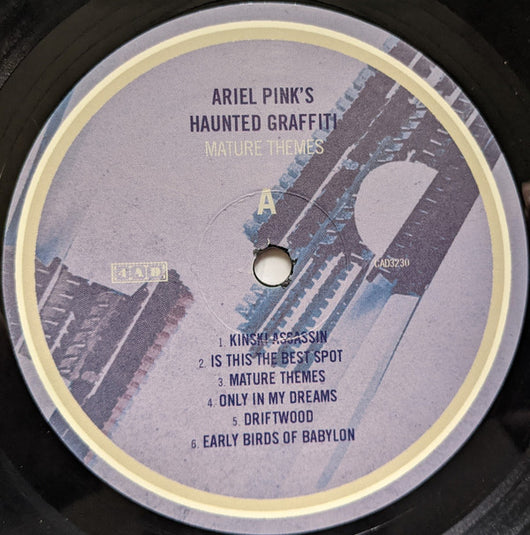 ARIEL PINK'S
HAUNTED GRAFFITI
MATURE THEMES
A
4AD
CAD3230
1. KINSKI ASSASSIN
2. IS THIS THE BEST SPOT
3. MATURE THEMES
4. ONLY IN MY DREAMS
5. DRIFTWOOD
6. EARLY BIRDS OF BABYLON